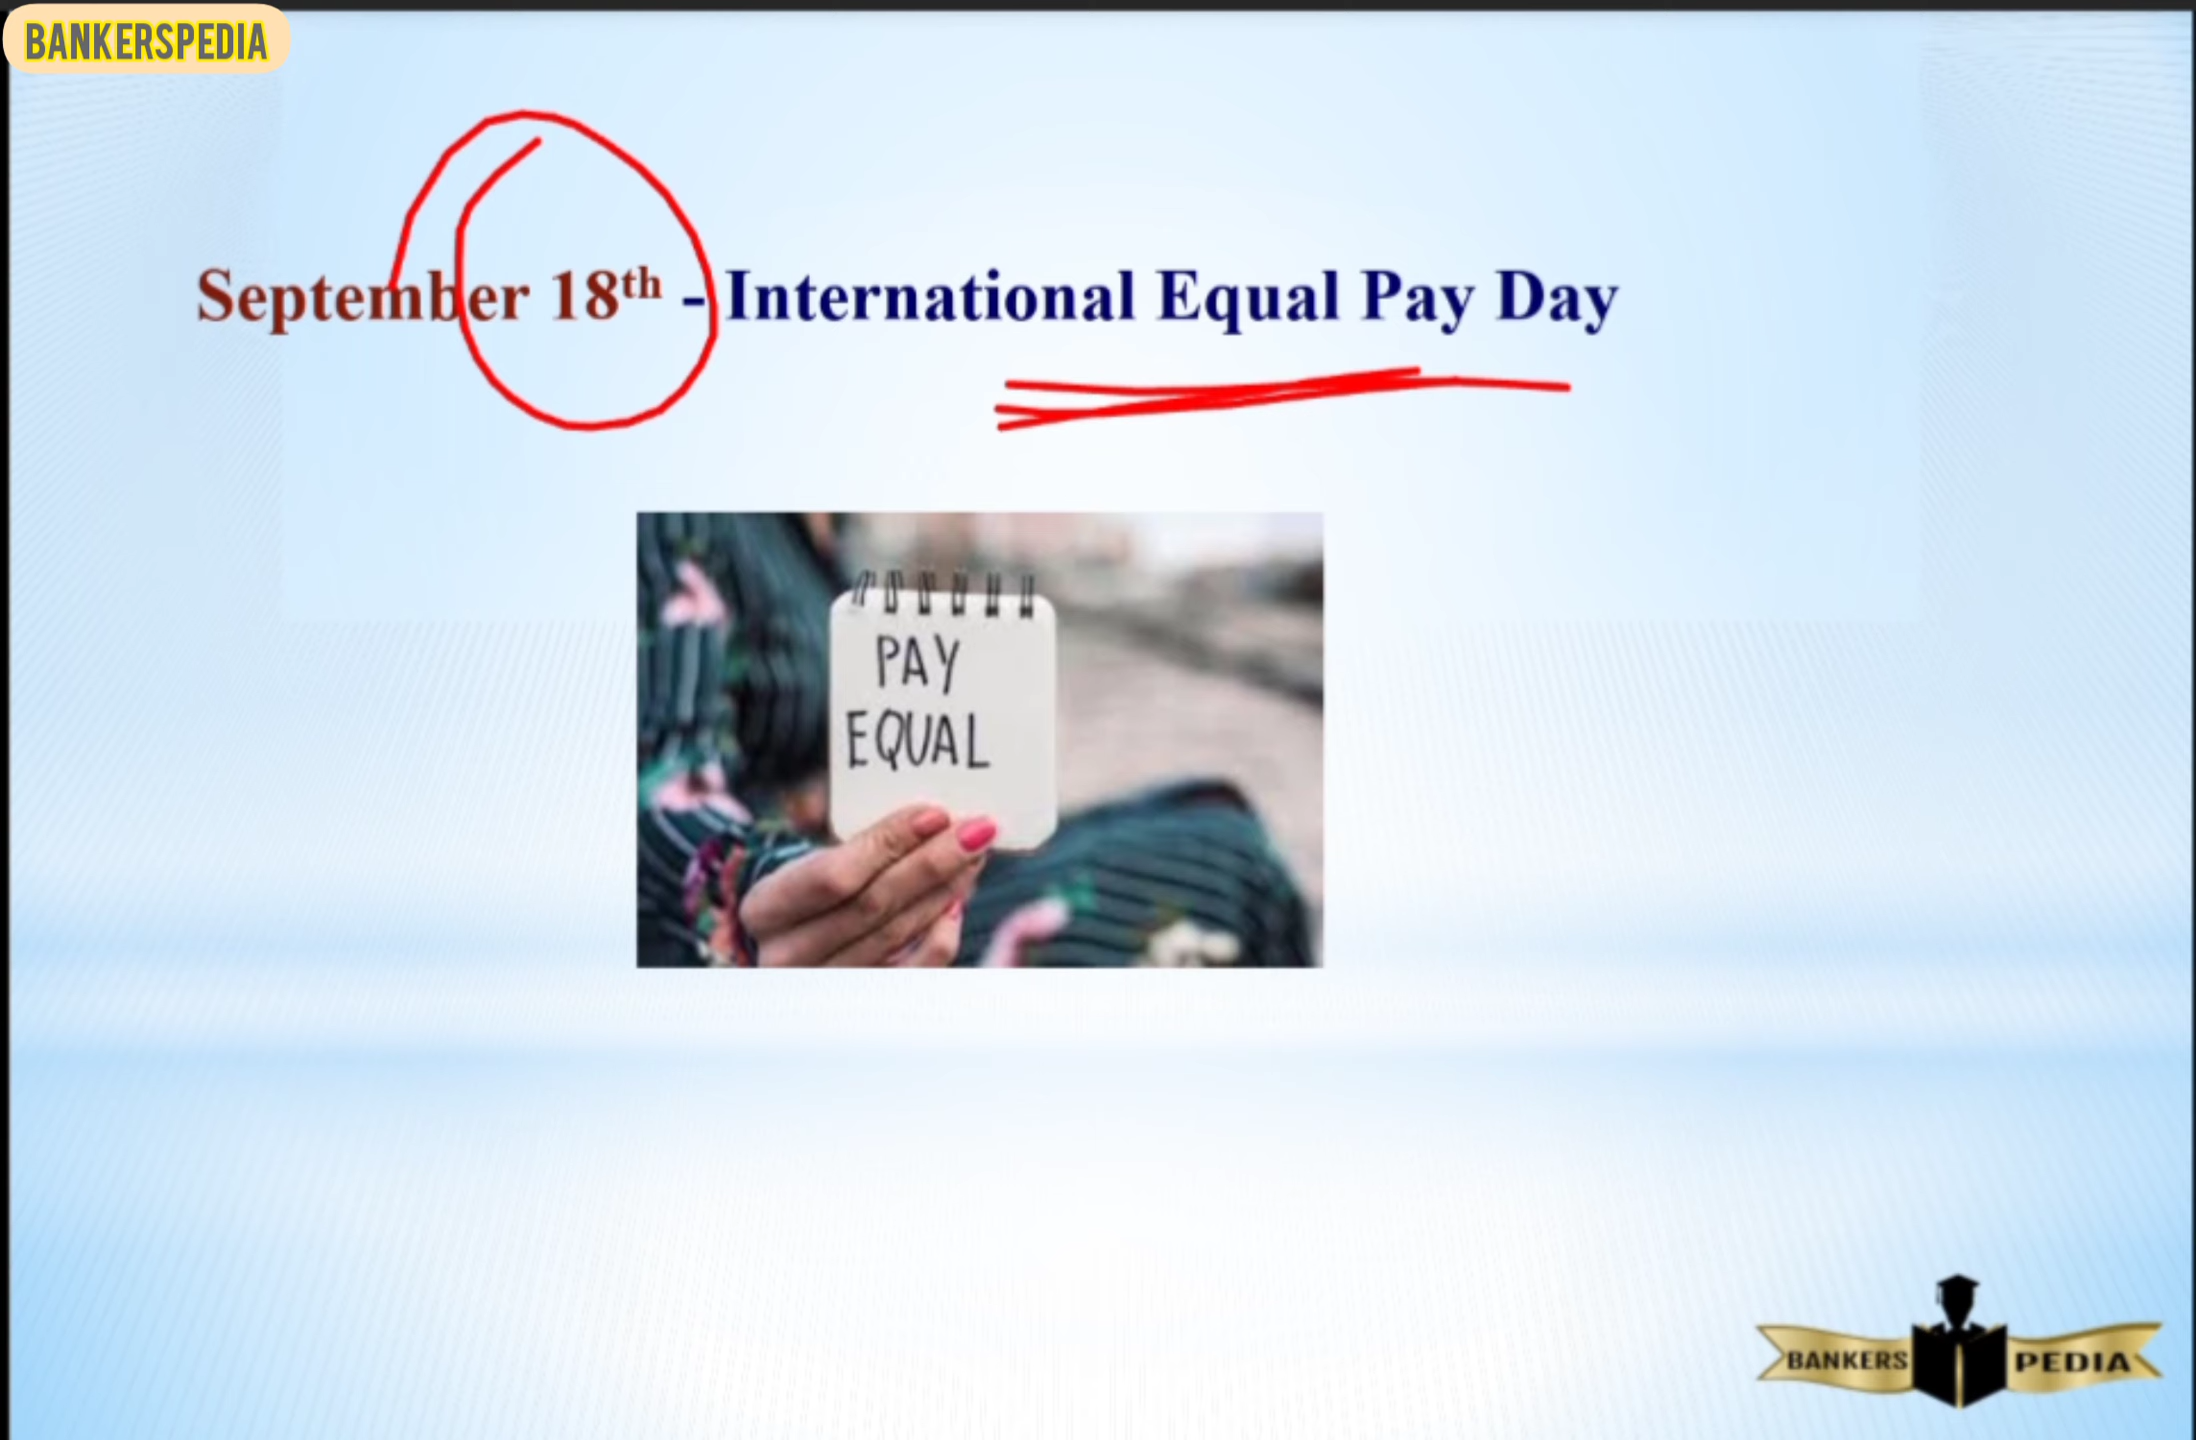 BANKERSPEDIA
September 18th - International Equal Pay Day
PAY
EQUAL
BANKERS PEDIA